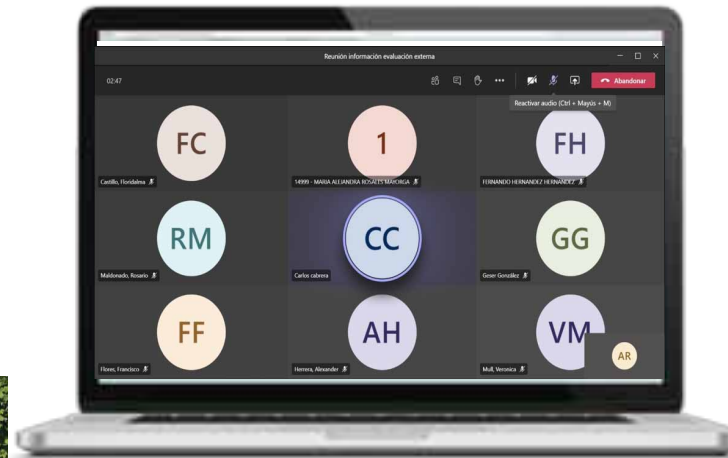 Reunión información evaluación externa
02:47
Abandonar
Reactivar audio (Ctrl + Mayús + M)
FC
1
FH
Castillo, Floridalma
14999 - MARIA ALEJANDRA ROSALES MAYORGA
FERNANDO HERNANDEZ HERNANDEZ
RM
CC
GG
Maldonado, Rosario
Carlos cabrera
Geser González
FF
AH
VM
AR
Flores, Francisco
Herrera, Alexander
Mull, Veronica